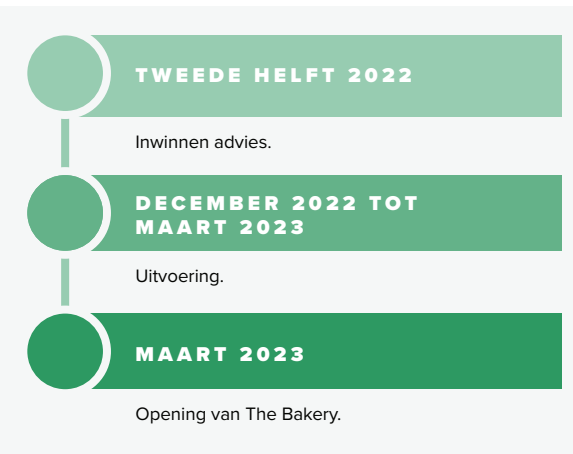 TWEEDE HELFT 2022
Inwinnen advies.
DECEMBER 2022 TOT
MAART 2023
Uitvoering.
MAART 2023
Opening van The Bakery.